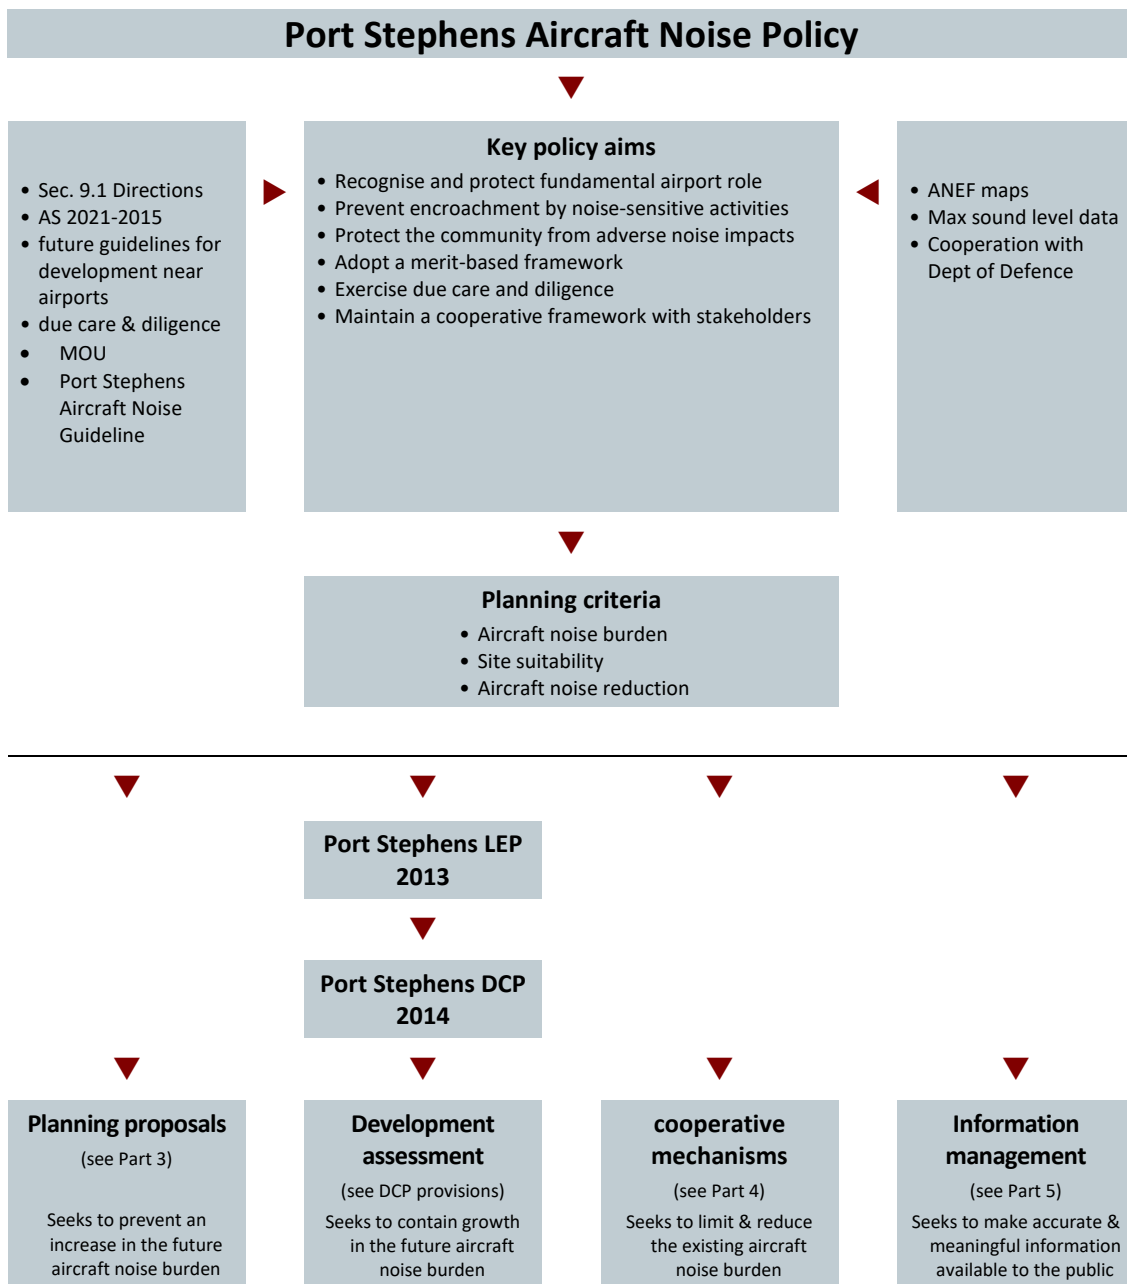 Port Stephens Aircraft Noise Policy
• Sec. 9.1 Directions
• AS 2021-2015
• future guidelines for
development near
airports
• due care & diligence
• MOU
• Port Stephens
Aircraft Noise
Guideline
Key policy aims
• Recognise and protect fundamental airport role
• Prevent encroachment by noise-sensitive activities
• Protect the community from adverse noise impacts
• Adopt a merit-based framework
• Exercise due care and diligence
• Maintain a cooperative framework with stakeholders
• ANEF maps
• Max sound level data
• Cooperation with
Dept of Defence
Planning criteria
• Aircraft noise burden
• Site suitability
• Aircraft noise reduction
Port Stephens LEP
2013
Port Stephens DCP
2014
Planning proposals
(see Part 3)
Seeks to prevent an
increase in the future
aircraft noise burden
Development
assessment
(see DCP provisions)
Seeks to contain growth
in the future aircraft
noise burden
cooperative
mechanisms
(see Part 4)
Seeks to limit & reduce
the existing aircraft
noise burden
Information
management
(see Part 5)
Seeks to make accurate &
meaningful information
available to the public